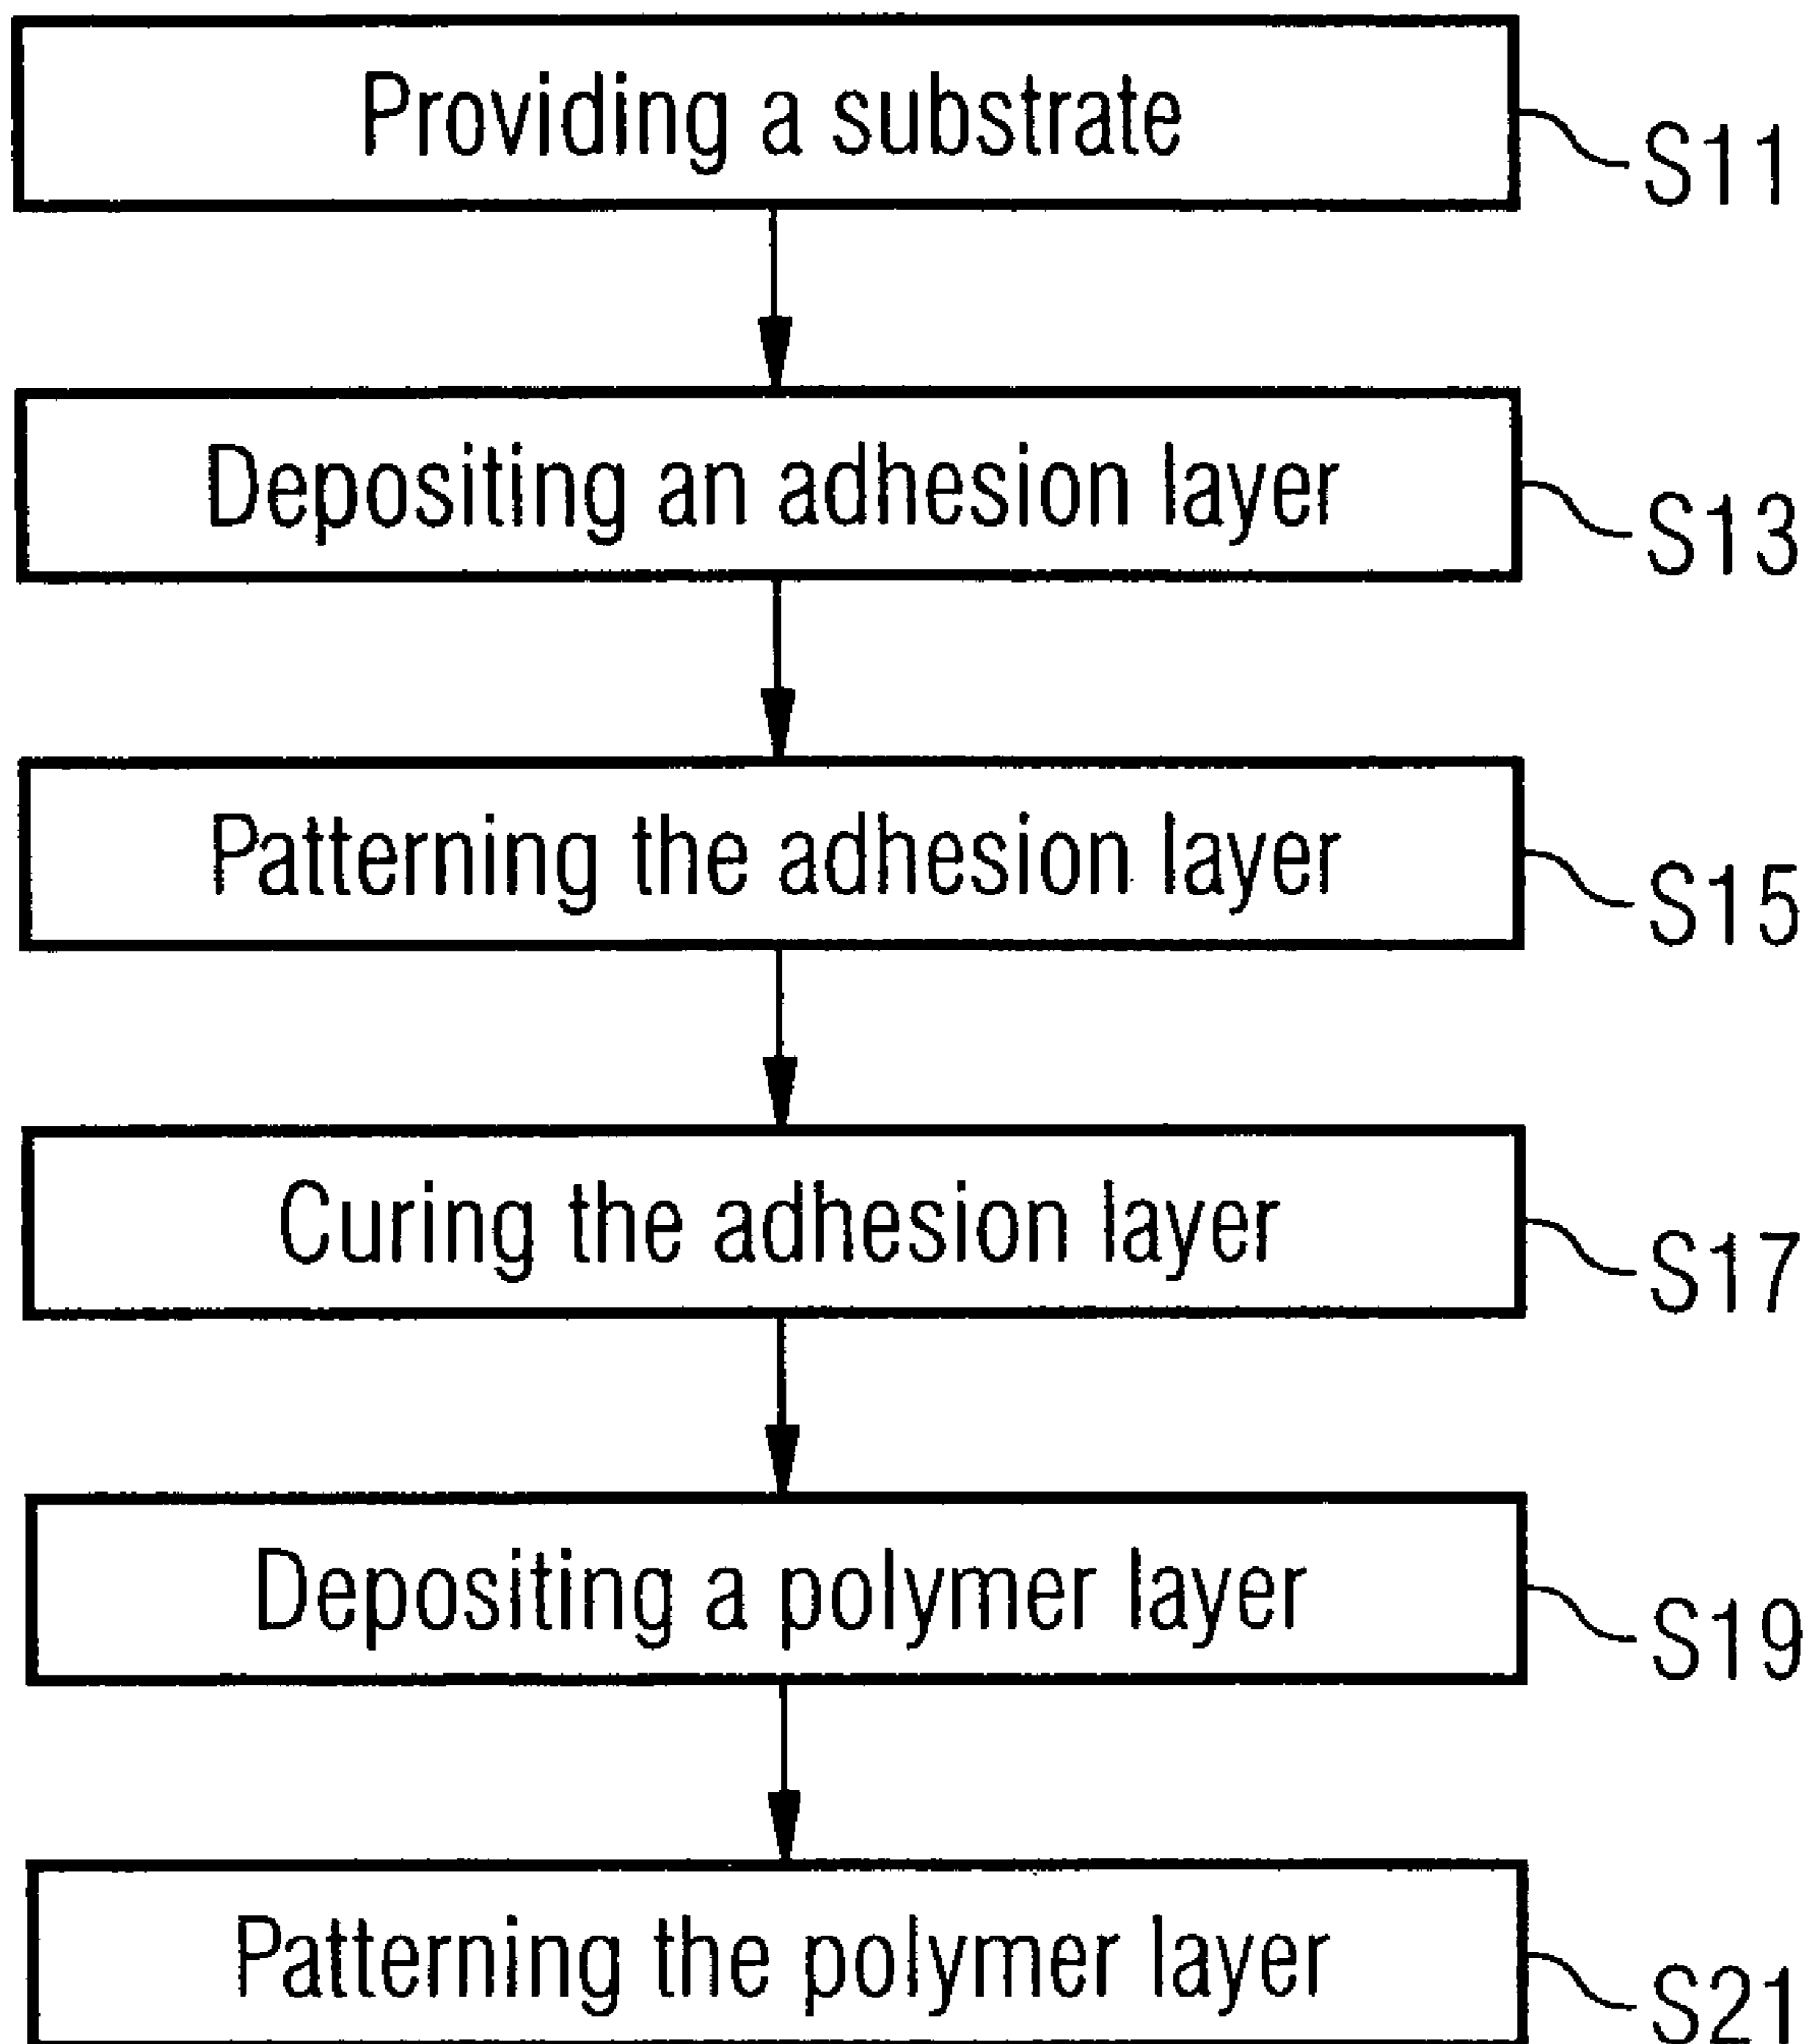 Providing a substrate
S11
Depositing an adhesion layer
S13
Patterning the adhesion layer
S15
Curing the adhesion layer
S17
Depositing a polymer layer
S19
Patterning the polymer layer
S21